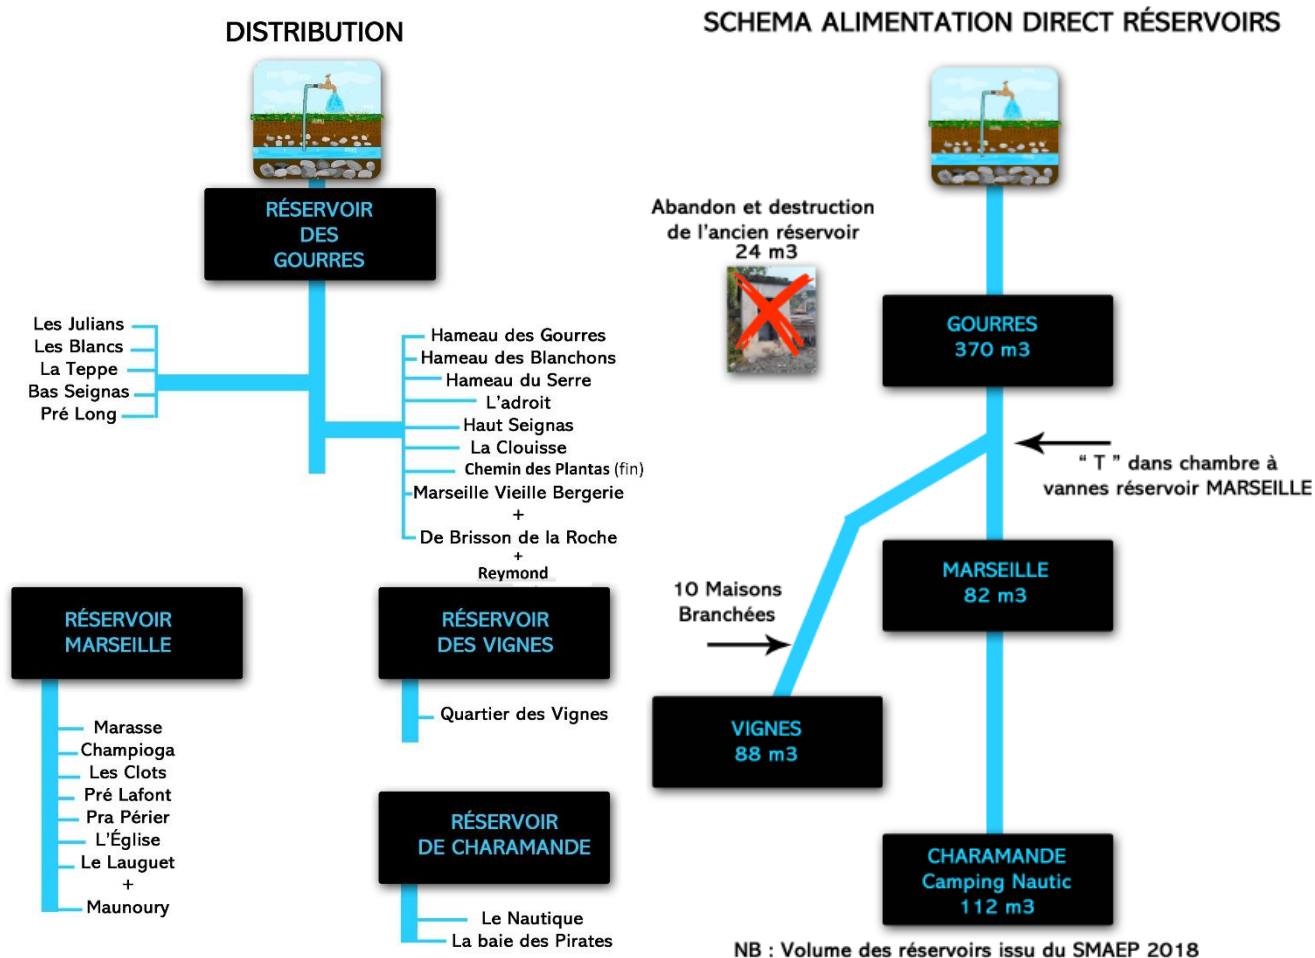 DISTRIBUTION
RÉSERVOIR
DES
GOURRES
Les Julians
Les Blancs
La Teppe
Bas Seignas
Pré Long
Hameau des Gourres
Hameau des Blanchons
Hameau du Serre
L'adroit
Haut Seignas
La Clouisse
Chemin des Plantas (fin)
Marseille Vieille Bergerie
+
De Brisson de la Roche
+
Reymond
RÉSERVOIR
MARSEILLE
Marasse
Champioga
Les Clots
Pré Lafont
Pra Périer
L'Église
Le Lauguet
+
Maunoury
RÉSERVOIR
DES VIGNES
Quartier des Vignes
RÉSERVOIR
DE CHARAMANDE
Le Nautique
La baie des Pirates
SCHEMA ALIMENTATION DIRECT RÉSERVOIRS
Abandon et destruction
de l'ancien réservoir
24 m3
GOURRES
370 m3
“ T ” dans chambre à
vannes réservoir MARSEILLE
MARSEILLE
82 m3
10 Maisons
Branchées
VIGNES
88 m3
CHARAMANDE
Camping Nautic
112 m3
NB : Volume des réservoirs issu du SMAEP 2018